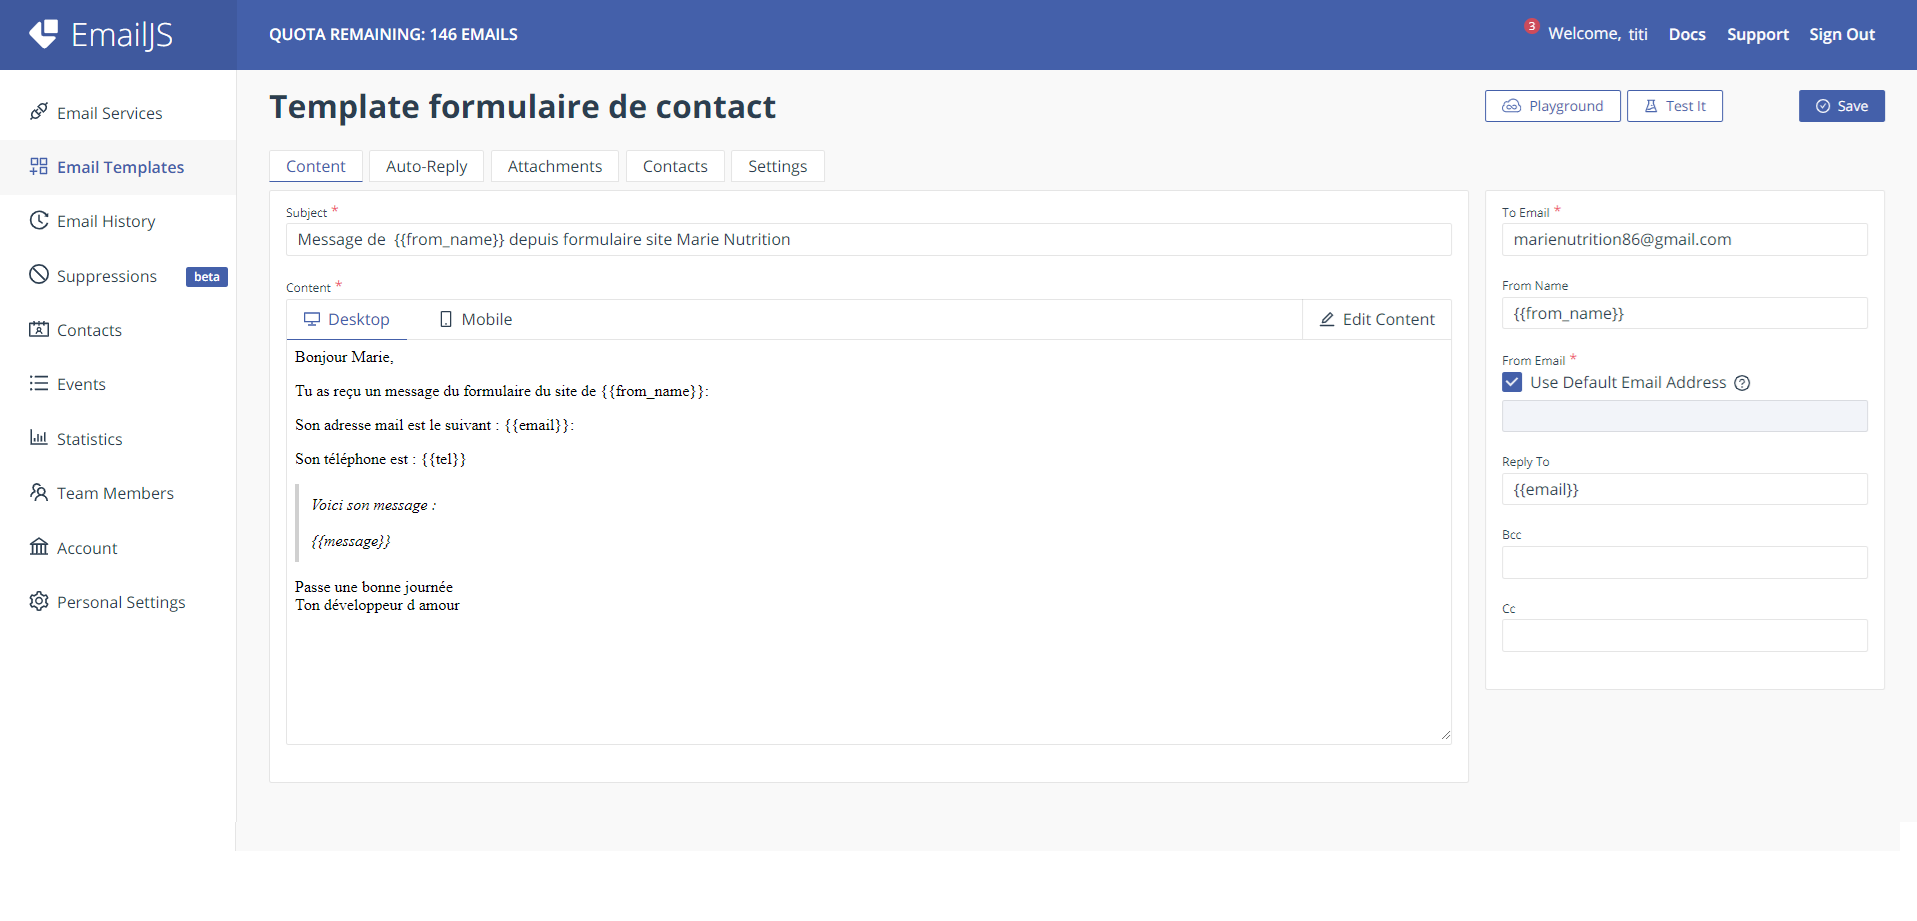 EmailJS
QUOTA REMAINING: 146 EMAILS
3
Welcome, titi
Docs
Support
Sign Out
Email Services
Email Templates
Email History
Suppressions
beta
Contacts
Events
Statistics
Team Members
Account
Personal Settings
Template formulaire de contact
Playground
Test It
Save
Content
Auto-Reply
Attachments
Contacts
Settings
Subject *
Message de {{from_name}} depuis formulaire site Marie Nutrition
Content *
Desktop
Mobile
Edit Content
Bonjour Marie,
Tu as reçu un message du formulaire du site de {{from_name}}:
Son adresse mail est le suivant : {{email}}:
Son téléphone est : {{tel}}
Voici son message :
{{message}}
Passe une bonne journée
Ton développeur d amour
To Email *
marienutrition86@gmail.com
From Name
{{from_name}}
From Email *
Use Default Email Address ?
Reply To
{{email}}
Bcc
Cc